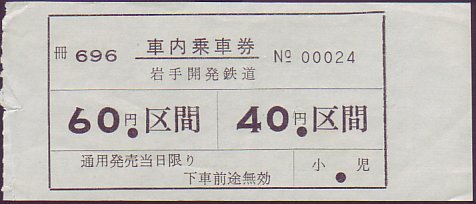 冊 696 車内乗車券 № 00024
岩手開発鉄道
60円区間 40円区間
通用発売当日限り 小児
下車前途無効